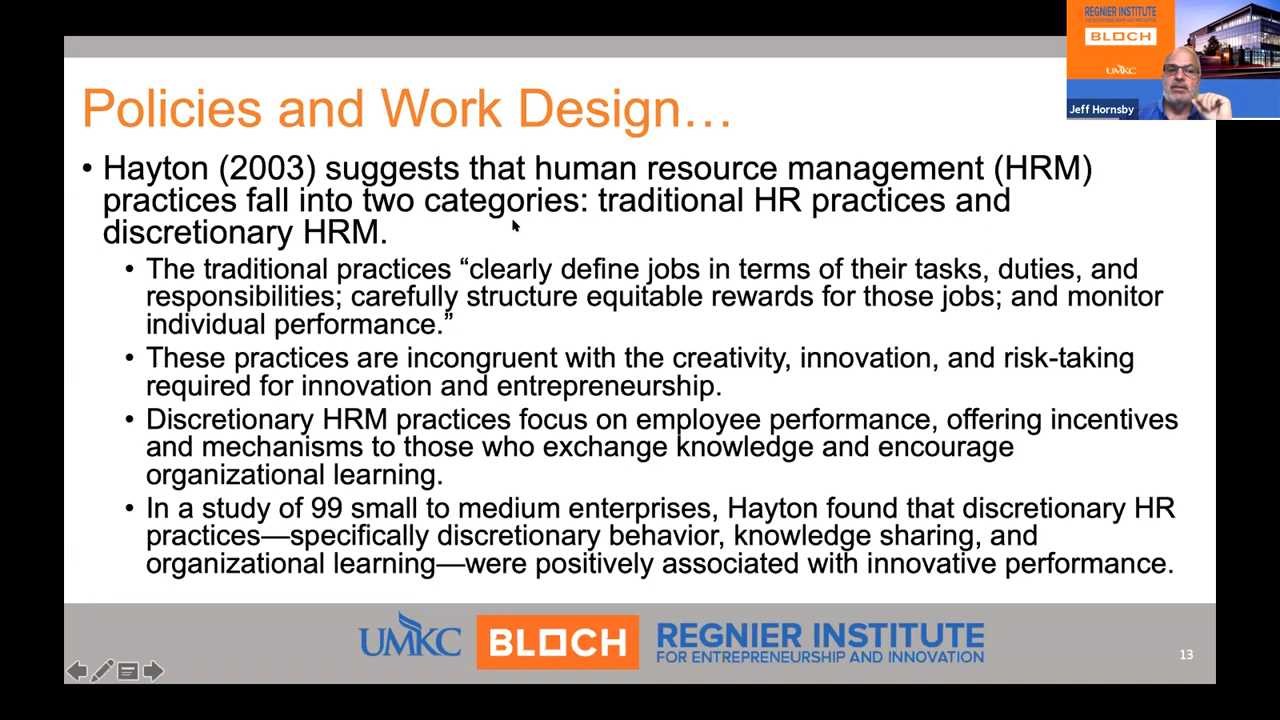 REGNIER INSTITUTE
FOR ENTREPRENEURSHIP AND INNOVATION
BLOCH
UMKC
Jeff Hornsby
Policies and Work Design…
• Hayton (2003) suggests that human resource management (HRM)
practices fall into two categories: traditional HR practices and
discretionary HRM.
• The traditional practices “clearly define jobs in terms of their tasks, duties, and
responsibilities; carefully structure equitable rewards for those jobs; and monitor
individual performance.”
• These practices are incongruent with the creativity, innovation, and risk-taking
required for innovation and entrepreneurship.
• Discretionary HRM practices focus on employee performance, offering incentives
and mechanisms to those who exchange knowledge and encourage
organizational learning.
• In a study of 99 small to medium enterprises, Hayton found that discretionary HR
practices—specifically discretionary behavior, knowledge sharing, and
organizational learning—were positively associated with innovative performance.
UMKC BLOCH REGNIER INSTITUTE
FOR ENTREPRENEURSHIP AND INNOVATION
13